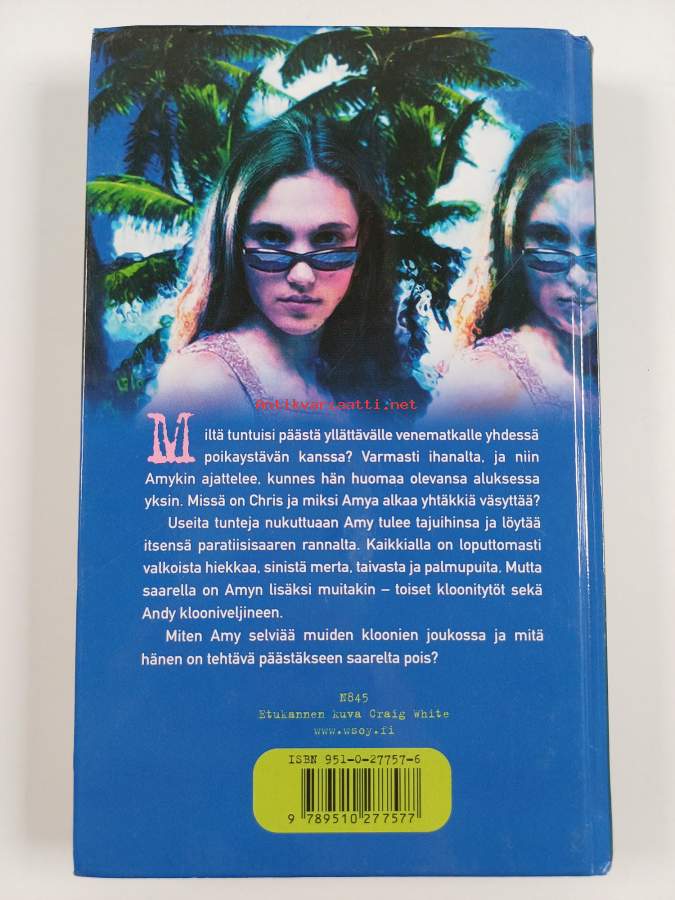 Antikvariaatti.net
Miltä tuntuisi päästä yllättävälle venematkalle yhdessä
poikaystävän kanssa? Varmasti ihanalta, ja niin
Amykin ajattelee, kunnes hän huomaa olevansa aluksessa
yksin. Missä on Chris ja miksi Amya alkaa yhtäkkiä väsyttää?
Useita tunteja nukuttuaan Amy tulee tajuihinsa ja löytää
itsensä paratiisisaaren rannalta. Kaikkialla on loputtomasti
valkoista hiekkaa, sinistä merta, taivasta ja palmupuita. Mutta
saarella on Amyn lisäksi muitakin – toiset kloonitytöt sekä
Andy klooniveljineen.
Miten Amy selviää muiden kloonien joukossa ja mitä
hänen on tehtävä päästäkseen saarelta pois?
N845
Etukannen kuva Craig White
www.wsoy.fi
ISBN 951-0-27757-6
9 789510 277577